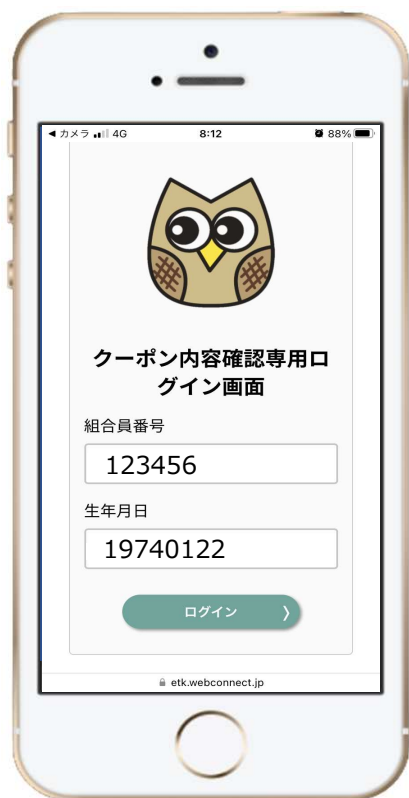 ◀ カメラ 4G 8:12 88%
クーポン内容確認専用ロ
グイン画面
組合員番号
123456
生年月日
19740122
ログイン 〉
etk.webconnect.jp